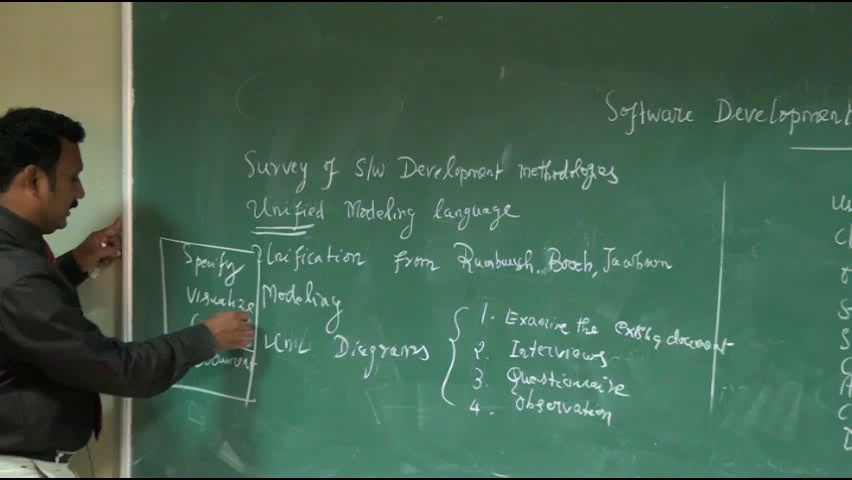 Software Development
Survey of S/W Development methodologies
Unified Modeling language
Unification from Rumbaugh, Booch, Jacobson
Modeling
UML Diagrams
1. Examine the existing document
2. Interviews
3. Questionnaire
4. Observation
Specify
Visualize
Document